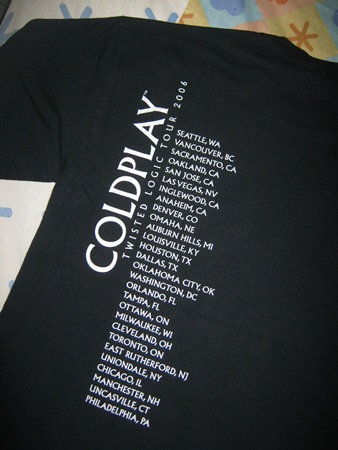 COLDPLAY™
TWISTED LOGIC TOUR 2006
SEATTLE, WA
VANCOUVER, BC
SACRAMENTO, CA
OAKLAND, CA
SAN JOSE, CA
LAS VEGAS, NV
INGLEWOOD, CA
ANAHEIM, CA
DENVER, CO
OMAHA, NE
AUBURN HILLS, MI
LOUISVILLE, KY
HOUSTON, TX
DALLAS, TX
OKLAHOMA CITY, OK
WASHINGTON, DC
ORLANDO, FL
TAMPA, FL
OTTAWA, ON
MILWAUKEE, WI
CLEVELAND, OH
TORONTO, ON
EAST RUTHERFORD, NJ
UNIONDALE, NY
CHICAGO, IL
MANCHESTER, NH
UNCASVILLE, CT
PHILADELPHIA, PA